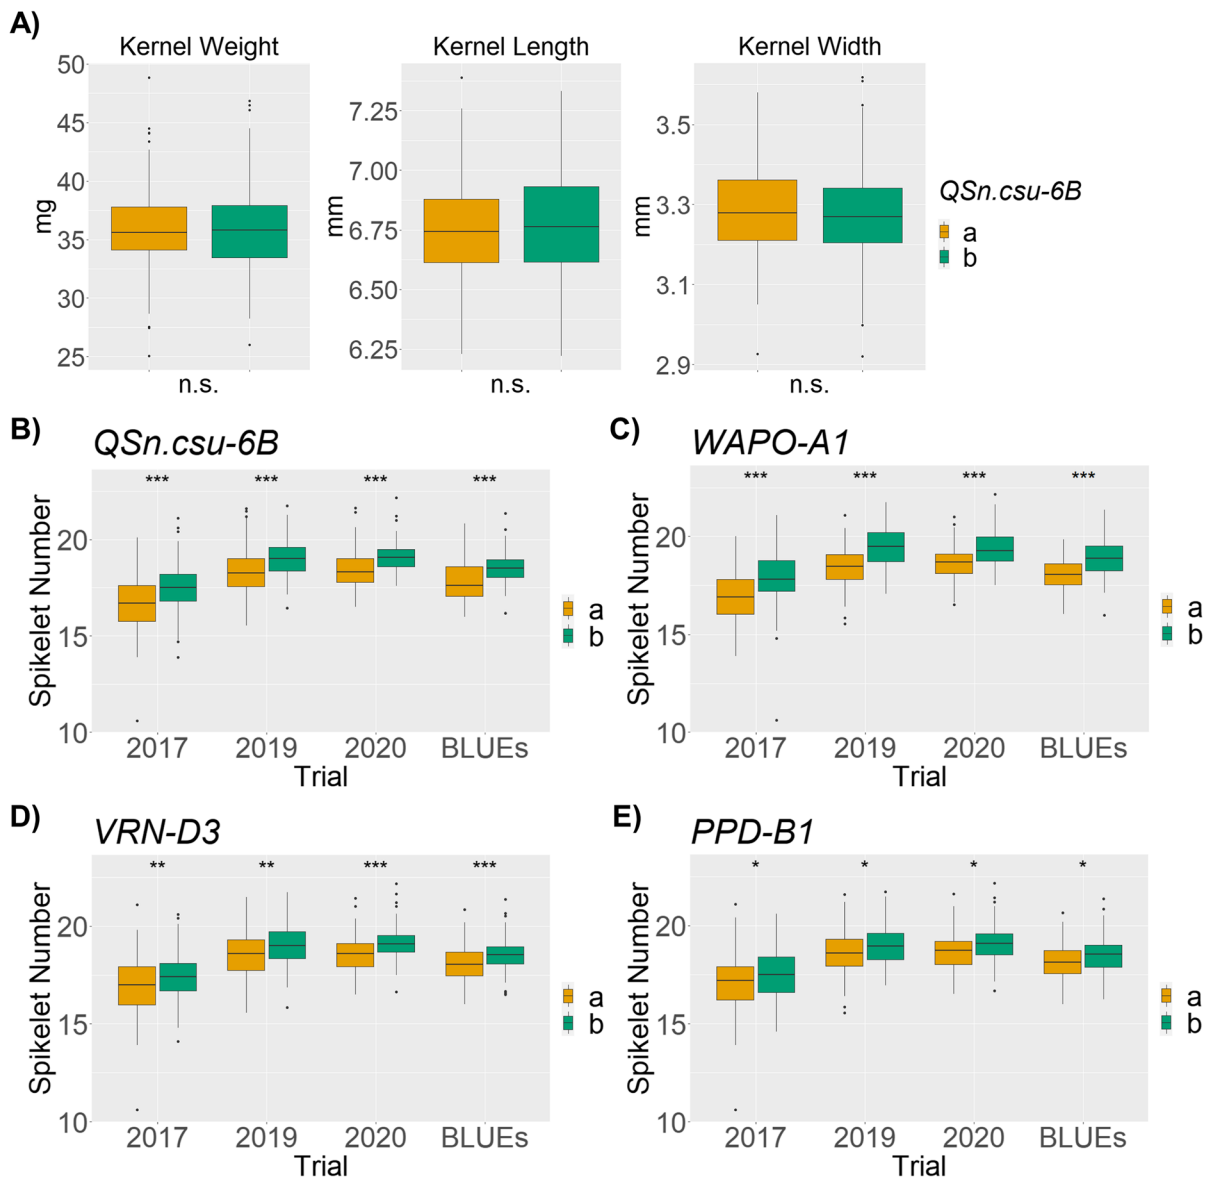 A)
Kernel Weight
Kernel Length
Kernel Width
50
45
40
35
30
25
mg
n.s.
7.25
7.00
6.75
6.50
6.25
mm
n.s.
3.5
3.3
3.1
2.9
mm
n.s.
QSn.csu-6B
a
b
B)
QSn.csu-6B
*** *** *** ***
Spikelet Number
20
15
10
2017 2019 2020 BLUEs
Trial
a
b
C)
WAPO-A1
*** *** *** ***
Spikelet Number
20
15
10
2017 2019 2020 BLUEs
Trial
a
b
D)
VRN-D3
** ** *** ***
Spikelet Number
20
15
10
2017 2019 2020 BLUEs
Trial
a
b
E)
PPD-B1
* * * *
Spikelet Number
20
15
10
2017 2019 2020 BLUEs
Trial
a
b